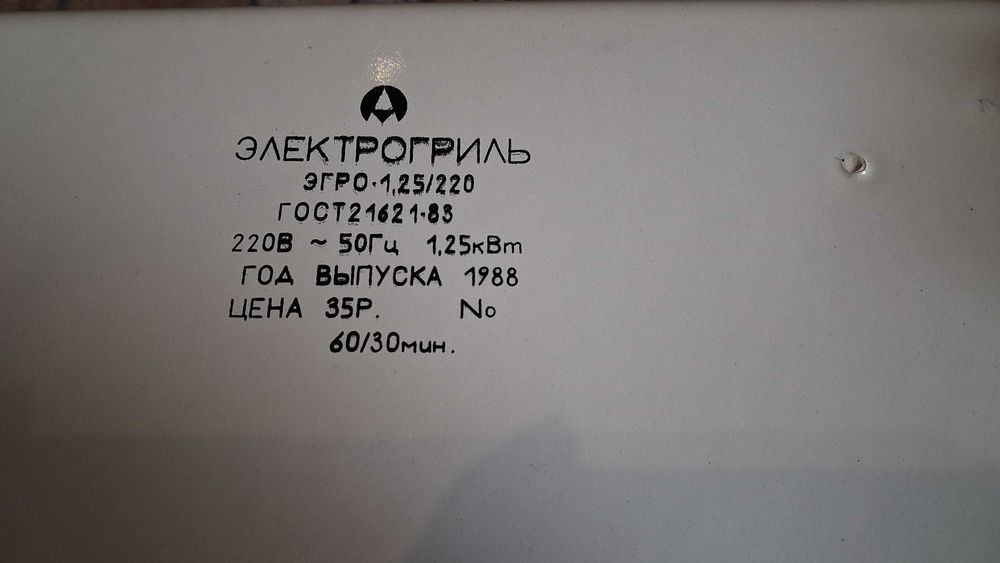 ЭЛЕКТРОГРИЛЬ
ЭГРО·1,25/220
ГОСТ21621·83
220В ~ 50Гц 1,25кВт
ГОД ВЫПУСКА 1988
ЦЕНА 35Р. No
60/30мин.